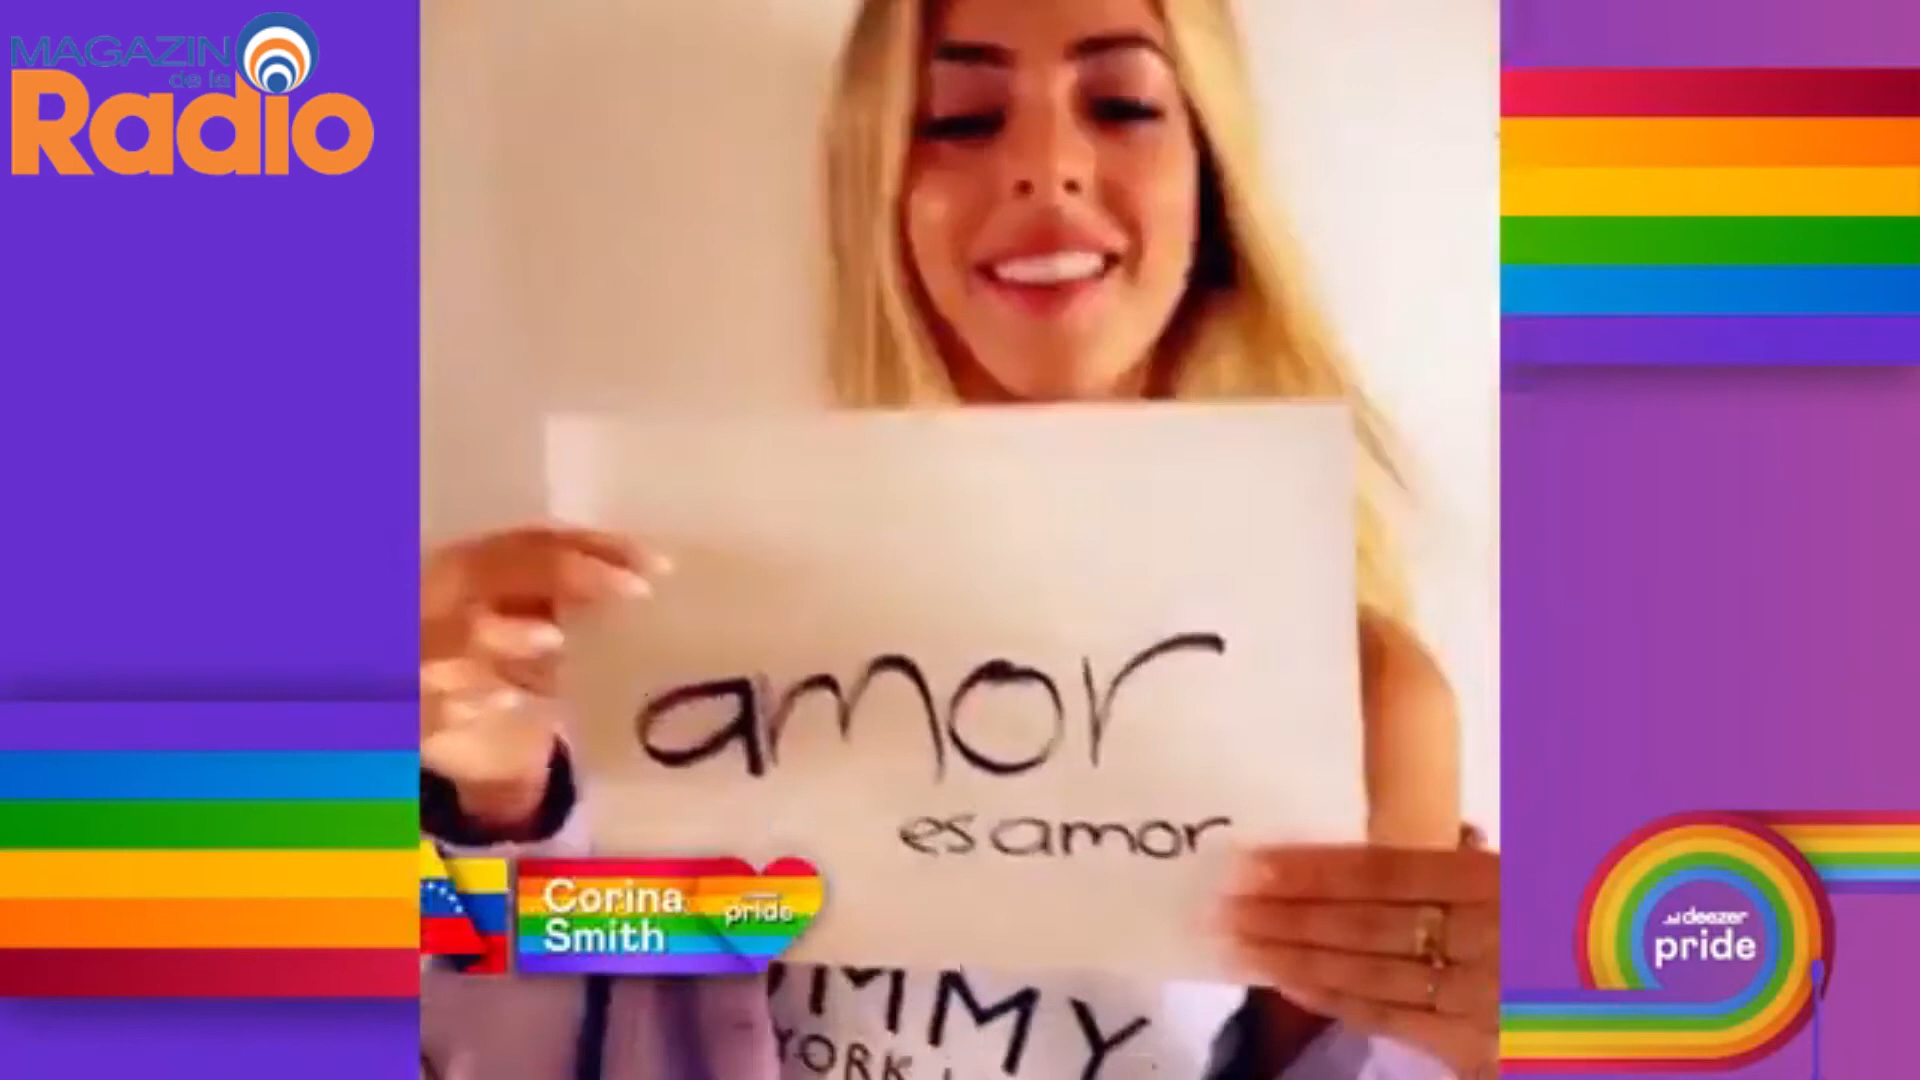 MAGAZIN
de la
Radio
amor
es amor
Corina
Smith
pride
deezer
pride
MMY
YORK